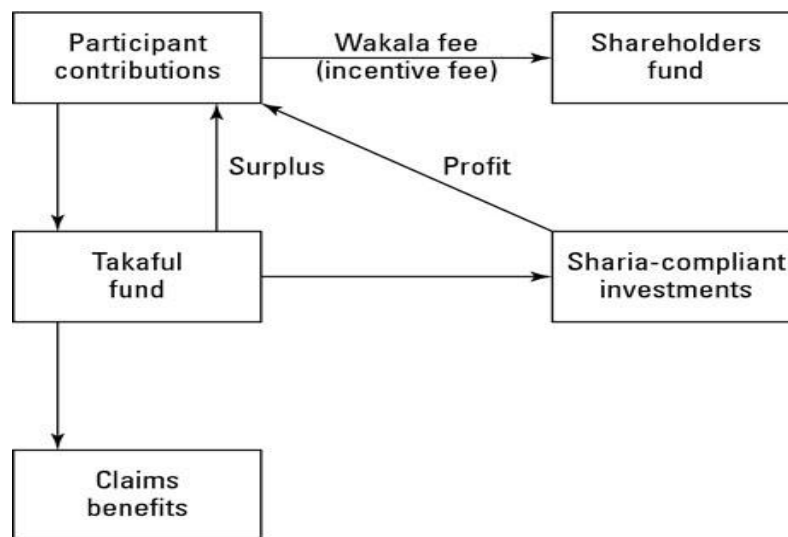 Participant
contributions
Wakala fee
(incentive fee)
Shareholders
fund
Surplus
Profit
Takaful
fund
Sharia-compliant
investments
Claims
benefits